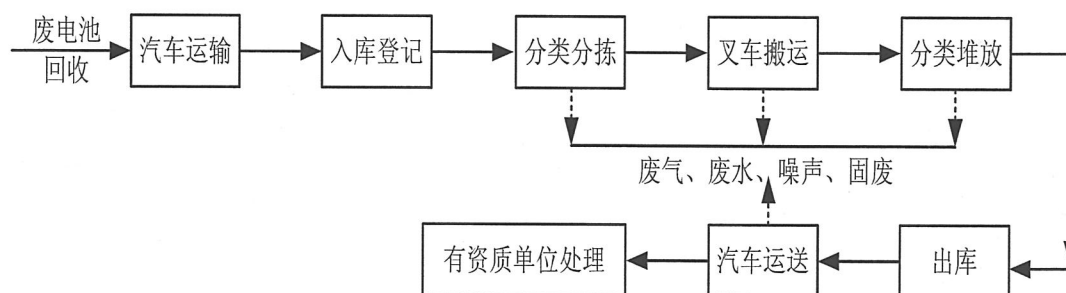 废电池
回收
汽车运输
入库登记
分类分拣
叉车搬运
分类堆放
废气、废水、噪声、固废
有资质单位处理
汽车运送
出库